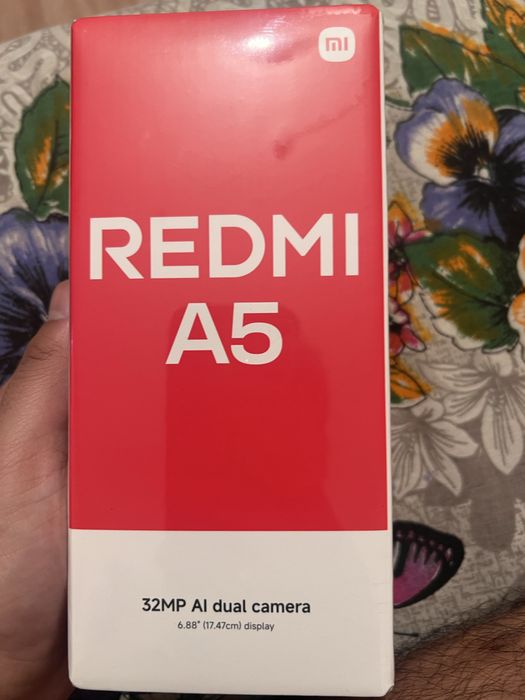 mi
REDMI
A5
32MP AI dual camera
6.88" (17.47cm) display